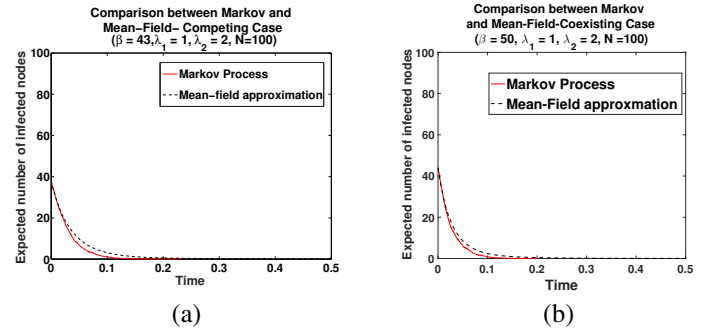 Comparison between Markov and
Mean-Field- Competing Case
(β = 43,λ1 = 1, λ2 = 2, N=100)
Expected number of infected nodes
100
80
60
40
20
0
Markov Process
Mean-field approximation
0
0.1
0.2
0.3
0.4
0.5
Time
(a)
Comparison between Markov
and Mean-Field-Coexisting Case
(β = 50, λ1 = 1, λ2 = 2, N =100)
Expected number of infected nodes
100
80
60
40
20
0
Markov Process
Mean-Field approxmation
0
0.1
0.2
0.3
0.4
0.5
Time
(b)